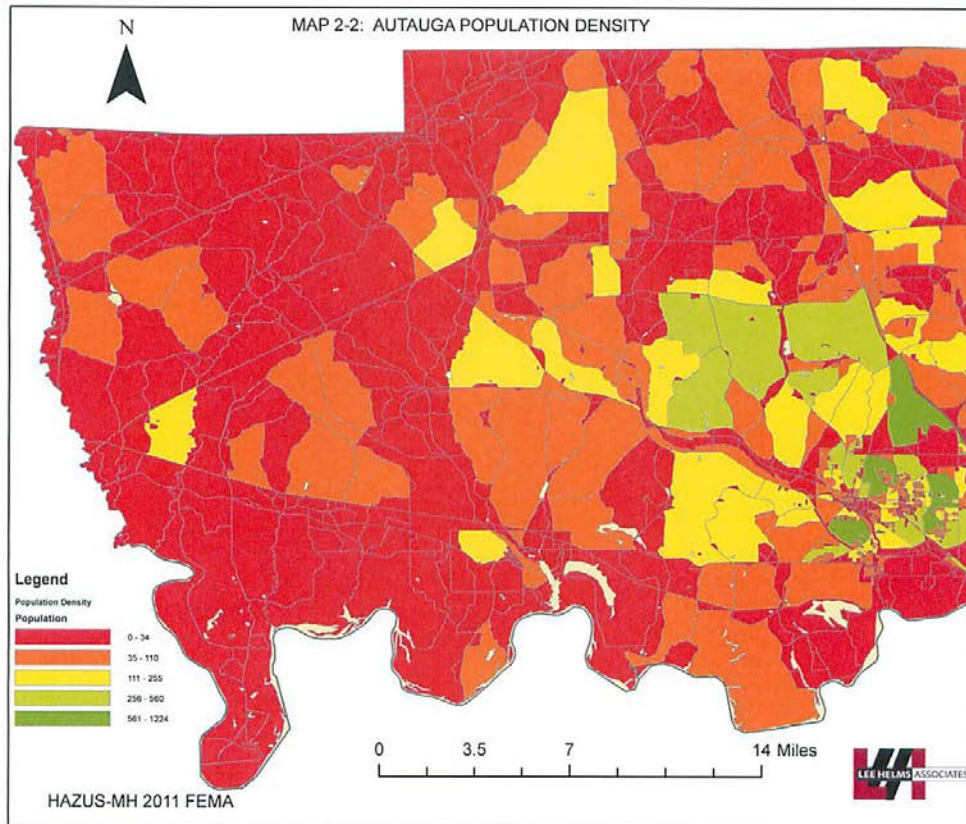 MAP 2-2: AUTAUGA POPULATION DENSITY
N
Legend
Population Density
Population
0 - 34
35 - 110
111 - 255
256 - 560
561 - 1224
0 3.5 7 14 Miles
LEE HELMS ASSOCIATES
HAZUS-MH 2011 FEMA